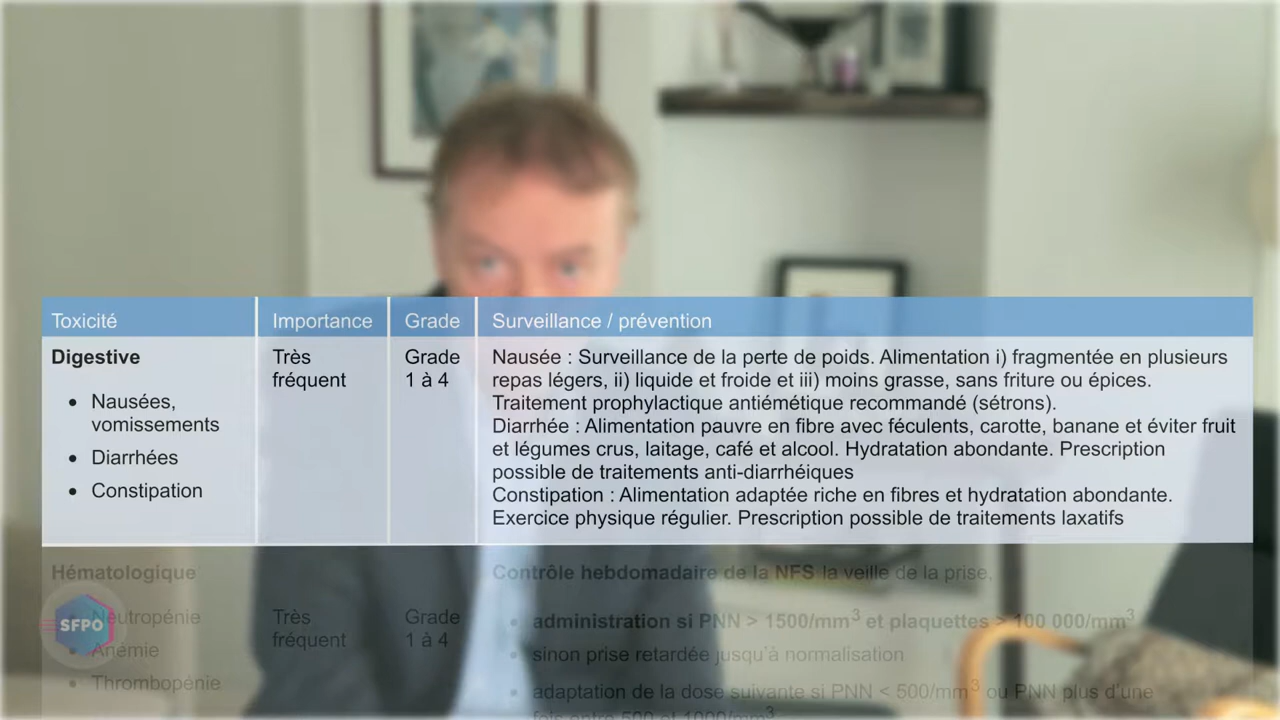 Toxicité Importance Grade Surveillance / prévention
Digestive
Nausées,
vomissements
Diarrhées
Constipation
Très
fréquent
Grade
1 à 4
Nausée : Surveillance de la perte de poids. Alimentation i) fragmentée en plusieurs
repas légers, ii) liquide et froide et iii) moins grasse, sans friture ou épices.
Traitement prophylactique antiémétique recommandé (sétrons).
Diarrhée : Alimentation pauvre en fibre avec féculents, carotte, banane et éviter fruit
et légumes crus, laitage, café et alcool. Hydratation abondante. Prescription
possible de traitements anti-diarrhéiques
Constipation : Alimentation adaptée riche en fibres et hydratation abondante.
Exercice physique régulier. Prescription possible de traitements laxatifs
Hématologique
Neutropénie
Anémie
Thrombopénie
Très
fréquent
Grade
1 à 4
Contrôle hebdomadaire de la NFS la veille de la prise,
administration si PNN > 1500/mm³ et plaquettes > 100 000/mm³
sinon prise retardée jusqu'à normalisation
adaptation de la dose suivante si PNN < 500/mm³ ou PNN plus d'une
fois entre 500 et 1000/mm³
SFPO